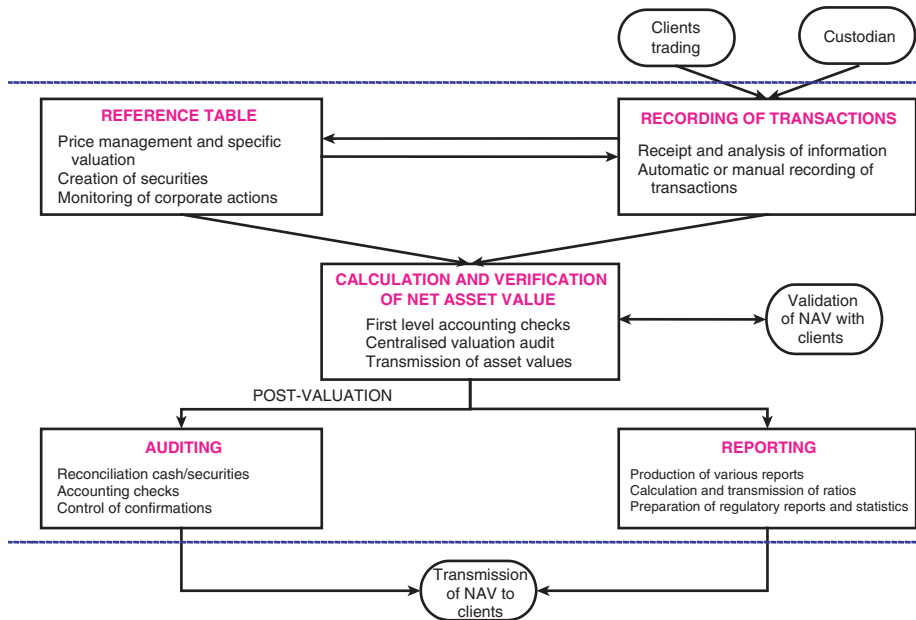 Clients
trading
Custodian
REFERENCE TABLE
Price management and specific
valuation
Creation of securities
Monitoring of corporate actions
RECORDING OF TRANSACTIONS
Receipt and analysis of information
Automatic or manual recording of
transactions
CALCULATION AND VERIFICATION
OF NET ASSET VALUE
First level accounting checks
Centralised valuation audit
Transmission of asset values
Validation
of NAV with
clients
POST-VALUATION
AUDITING
Reconciliation cash/securities
Accounting checks
Control of confirmations
REPORTING
Production of various reports
Calculation and transmission of ratios
Preparation of regulatory reports and statistics
Transmission
of NAV to
clients